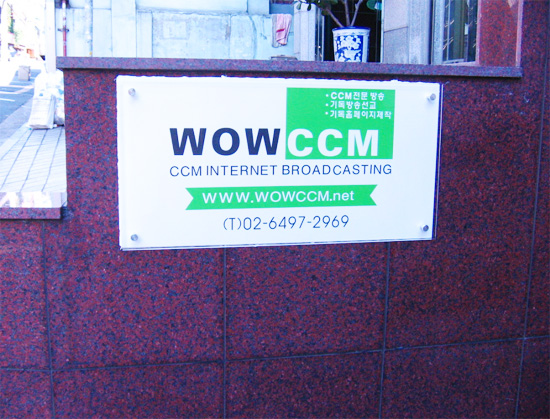 · CCM전문 방송
· 기독방송선교
· 기독홈페이지제작
WOWCCM
CCM INTERNET BROADCASTING
WWW.WOWCCM.net
(T)02-6497-2969